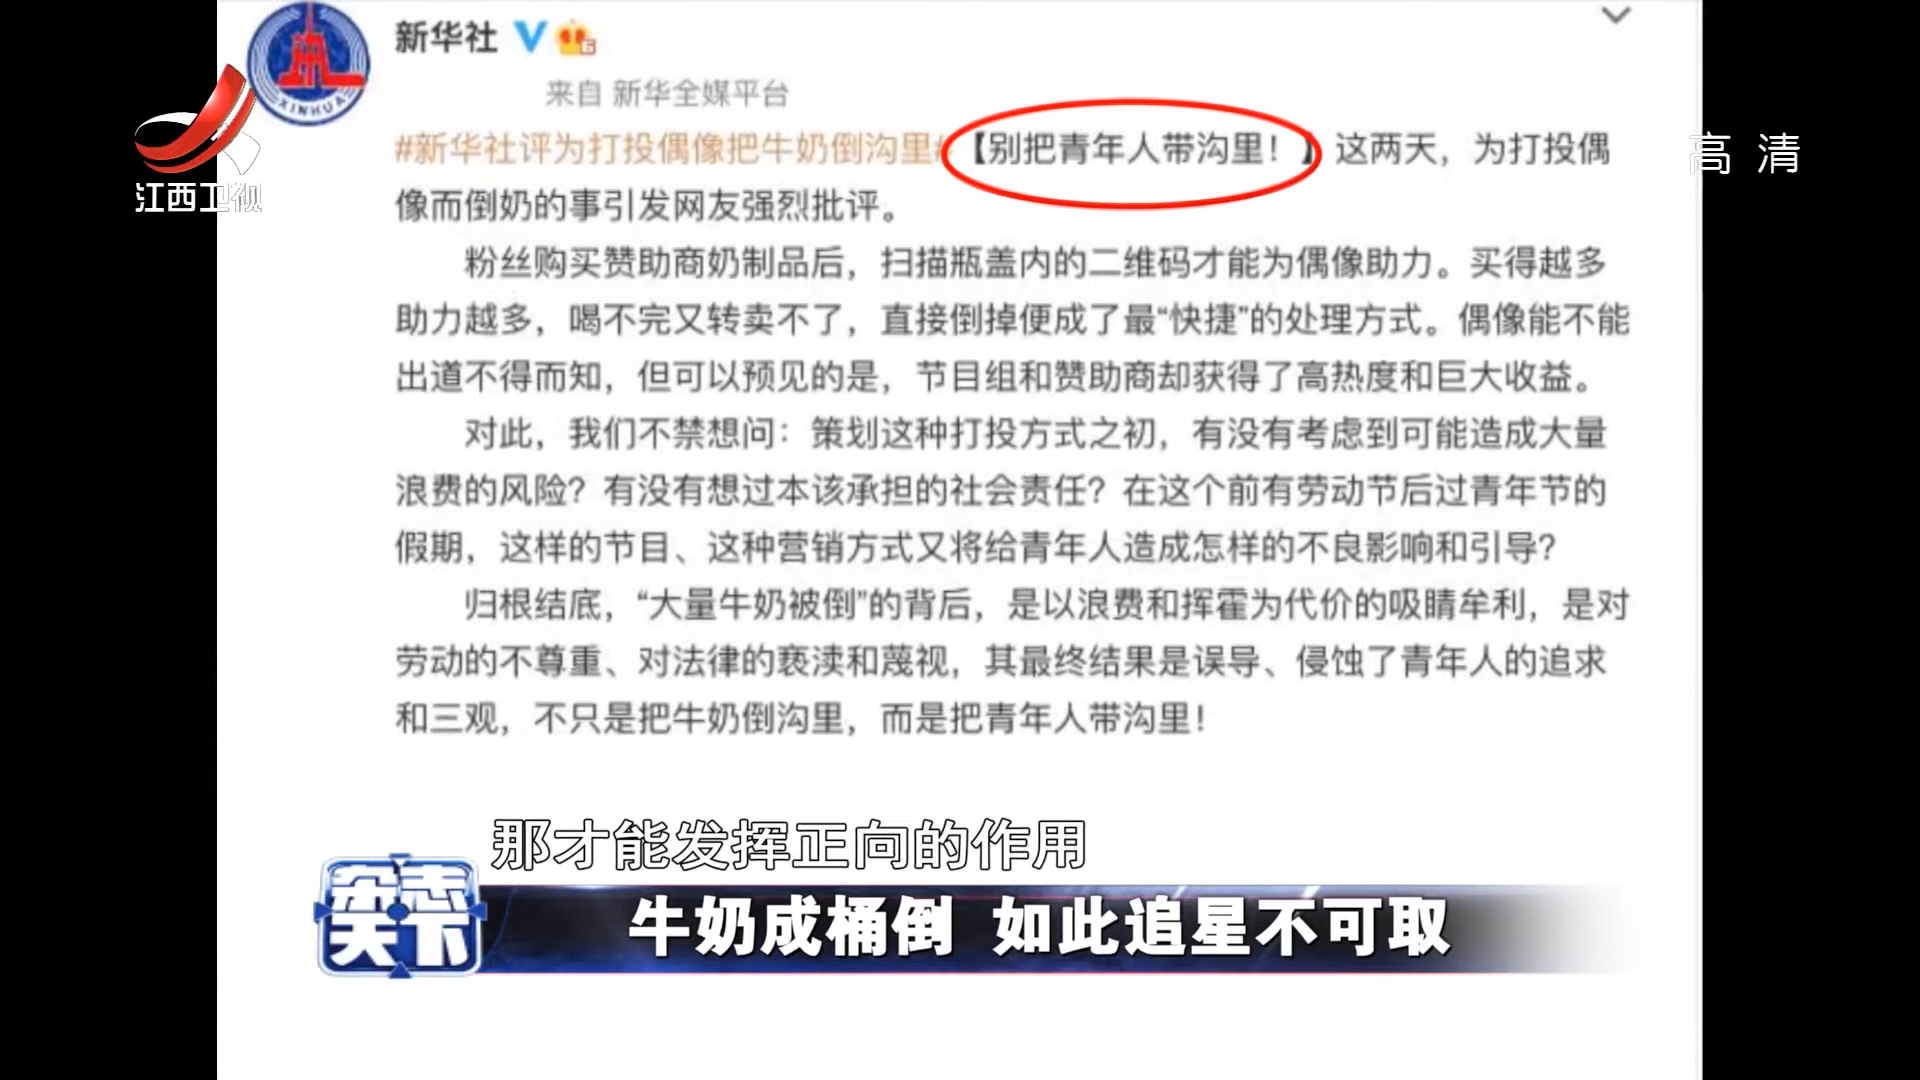 新华社
来自 新华全媒平台
XINHUA
江西卫视
高 清
#新华社评为打投偶像把牛奶倒沟里#【别把青年人带沟里！】这两天，为打投偶
像而倒奶的事引发网友强烈批评。
粉丝购买赞助商奶制品后，扫描瓶盖内的二维码才能为偶像助力。买得越多
助力越多，喝不完又转卖不了，直接倒掉便成了最“快捷”的处理方式。偶像能不能
出道不得而知，但可以预见的是，节目组和赞助商却获得了高热度和巨大收益。
对此，我们不禁想问：策划这种打投方式之初，有没有考虑到可能造成大量
浪费的风险？有没有想过本该承担的社会责任？在这个前有劳动节后过青年节的
假期，这样的节目、这种营销方式又将给青年人造成怎样的不良影响和引导？
归根结底，“大量牛奶被倒”的背后，是以浪费和挥霍为代价的吸睛牟利，是对
劳动的不尊重、对法律的亵渎和蔑视，其最终结果是误导、侵蚀了青年人的追求
和三观，不只是把牛奶倒沟里，而是把青年人带沟里！
那才能发挥正向的作用
杂志
天下
牛奶成桶倒 如此追星不可取